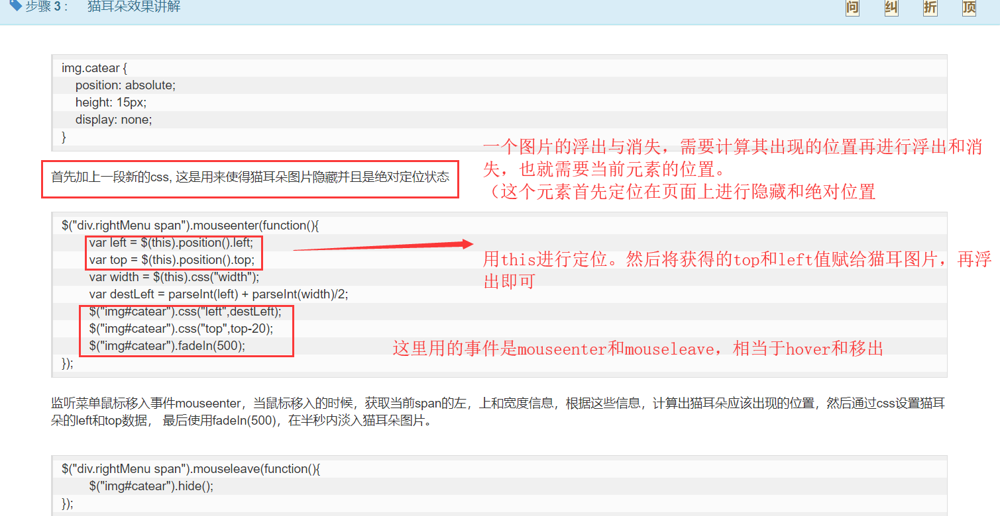 步骤 3 : 猫耳朵效果讲解
问 纠 折 顶
img.catear {
position: absolute;
height: 15px;
display: none;
}
一个图片的浮出与消失，需要计算其出现的位置再进行浮出和消
失，也就需要当前元素的位置。
（这个元素首先定位在页面上进行隐藏和绝对位置
首先加上一段新的css, 这是用来使得猫耳朵图片隐藏并且是绝对定位状态
$("div.rightMenu span").mouseenter(function(){
var left = $(this).position().left;
var top = $(this).position().top;
var width = $(this).css("width");
var destLeft = parseInt(left) + parseInt(width)/2;
$("img#catear").css("left",destLeft);
$("img#catear").css("top",top-20);
$("img#catear").fadeIn(500);
});
用this进行定位。然后将获得的top和left值赋给猫耳图片，再浮
出即可
这里用的事件是mouseenter和mouseleave，相当于hover和移出
监听菜单鼠标移入事件mouseenter，当鼠标移入的时候，获取当前span的左，上和宽度信息，根据这些信息，计算出猫耳朵应该出现的位置，然后通过css设置猫耳
朵的left和top数据， 最后使用fadeIn(500)，在半秒内淡入猫耳朵图片。
$("div.rightMenu span").mouseleave(function(){
$("img#catear").hide();
});